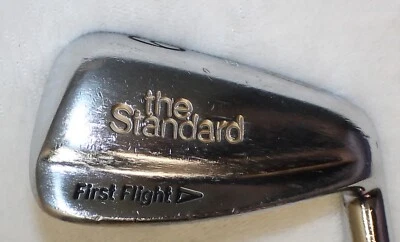 the
Standard
First Flight